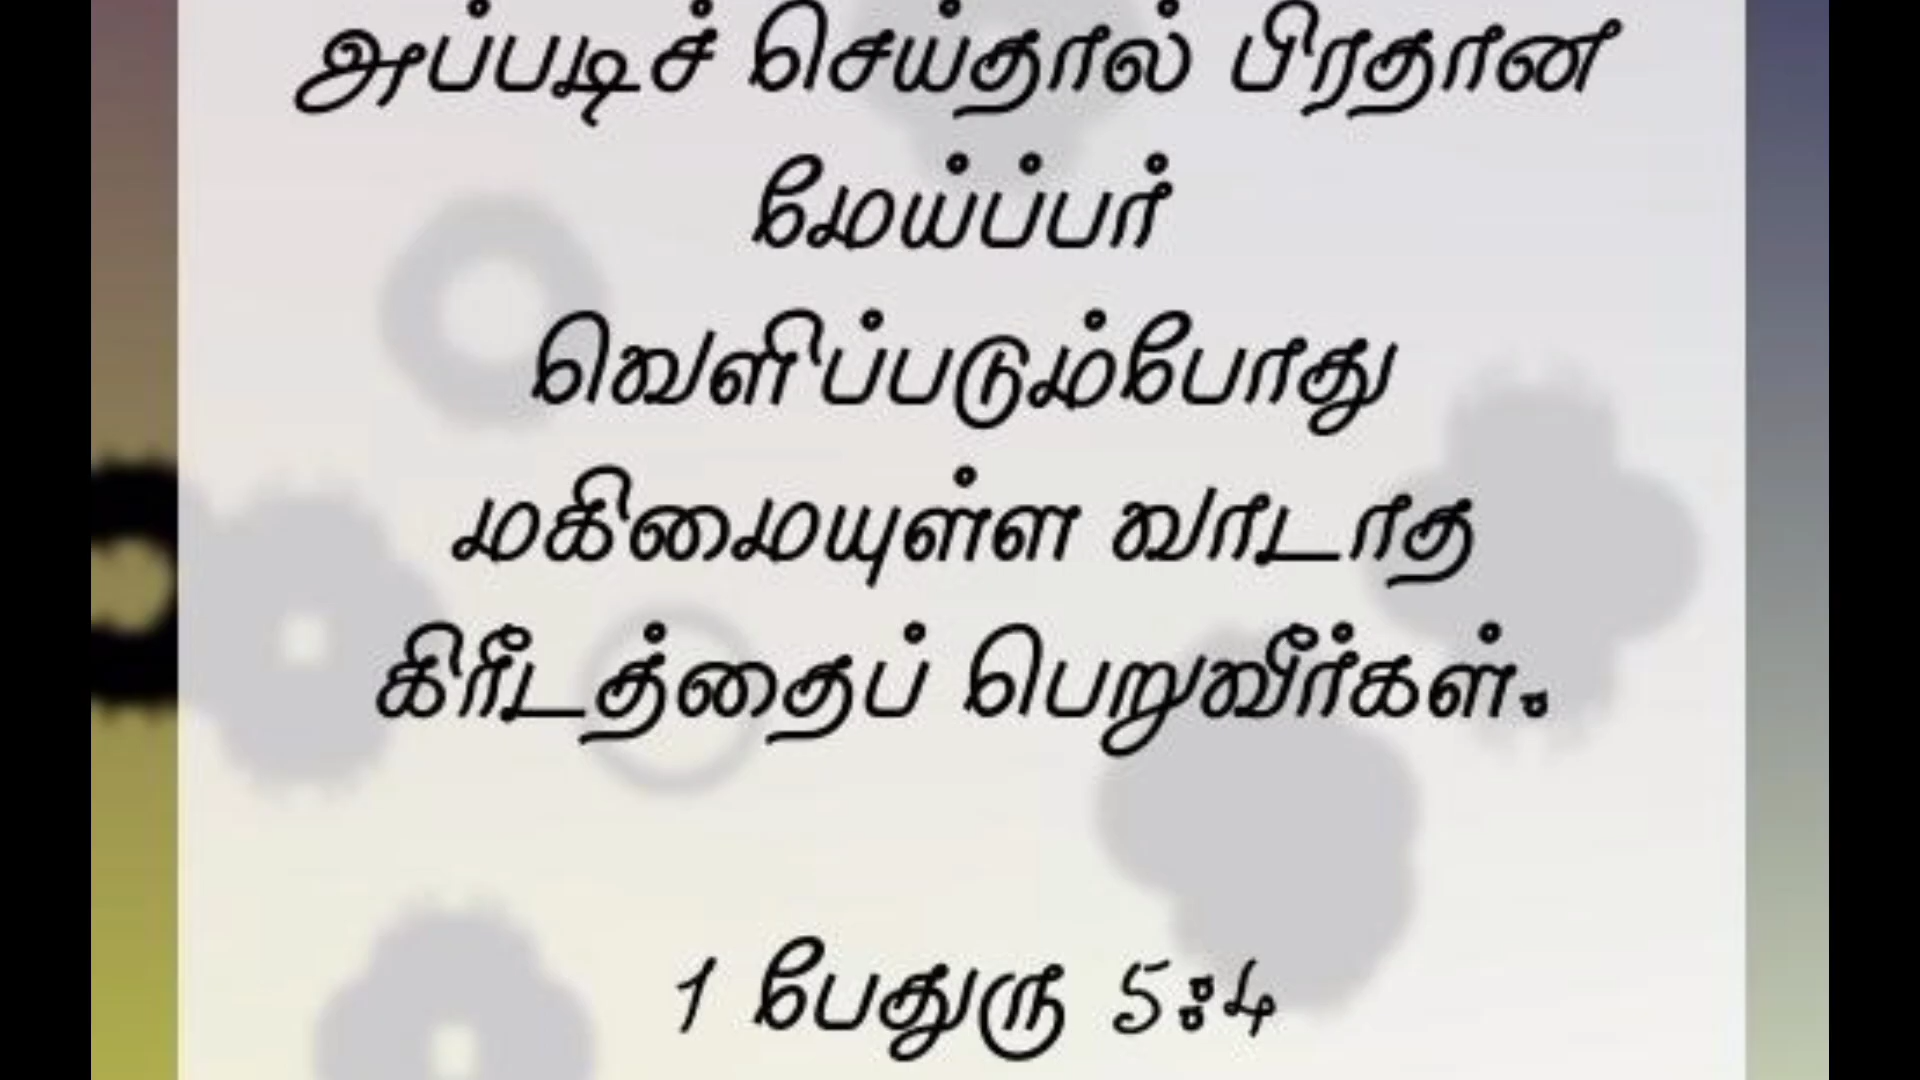 அப்படிச் செய்தால் பிரதான
மேய்ப்பர்
வெளிப்படும்போது
மகிமையுள்ள வாடாத
கிரீடத்தைப் பெறுவீர்கள்.
1 பேதுரு 5:4